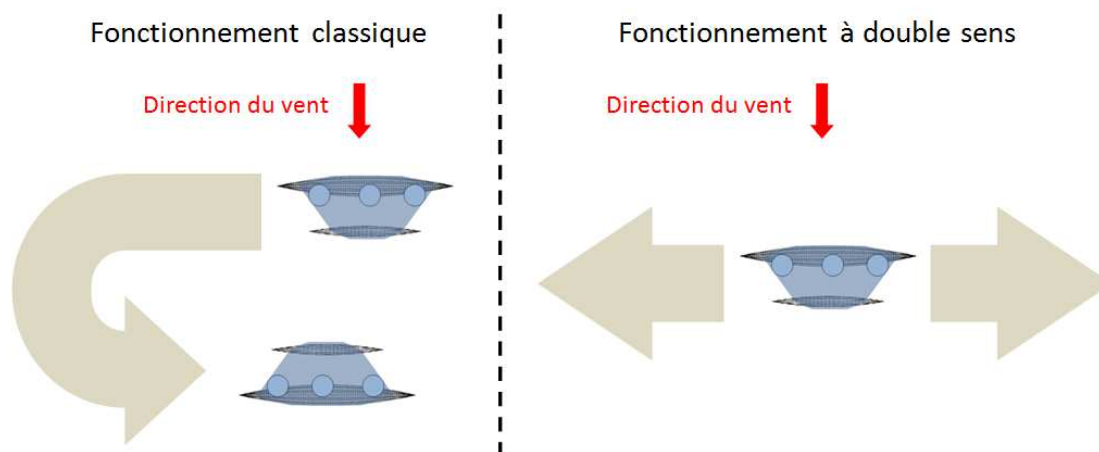 Fonctionnement classique
Fonctionnement à double sens
Direction du vent
Direction du vent